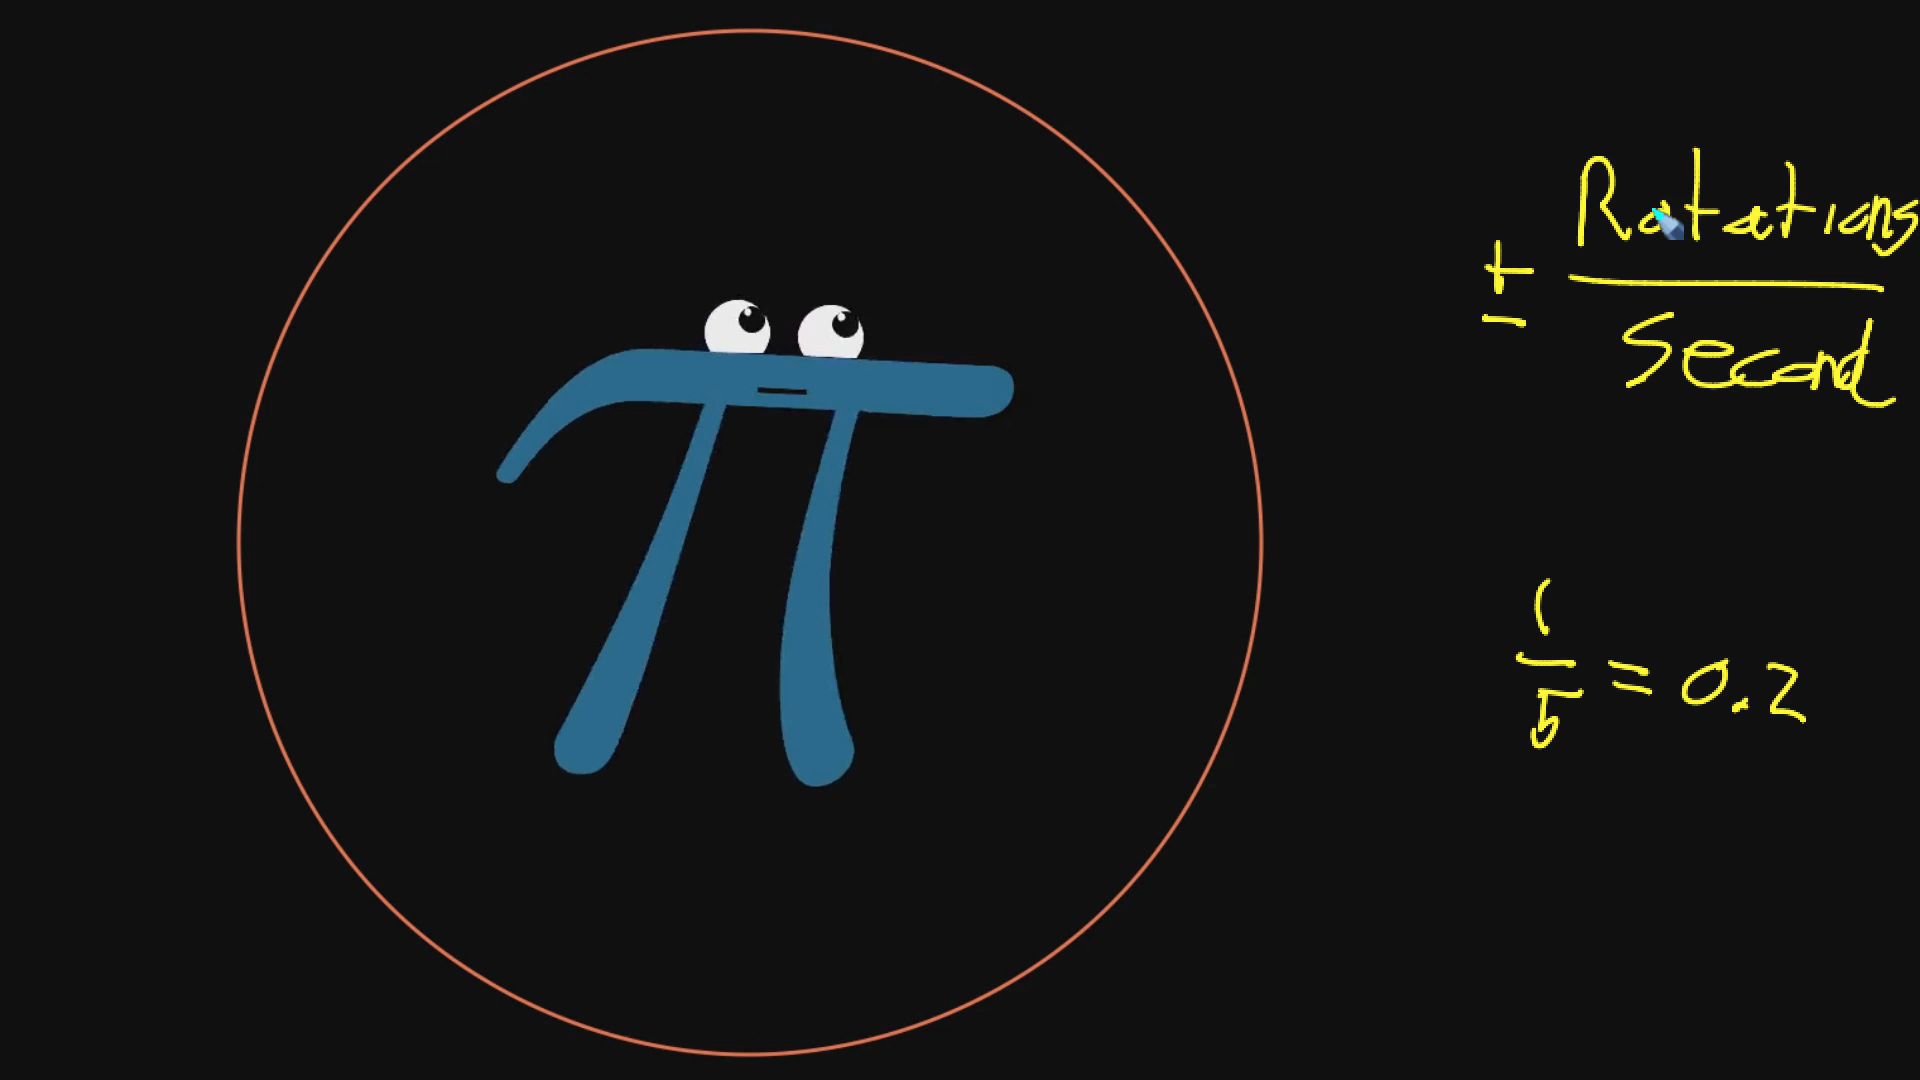 ± Rotations
Second
1/5 = 0.2